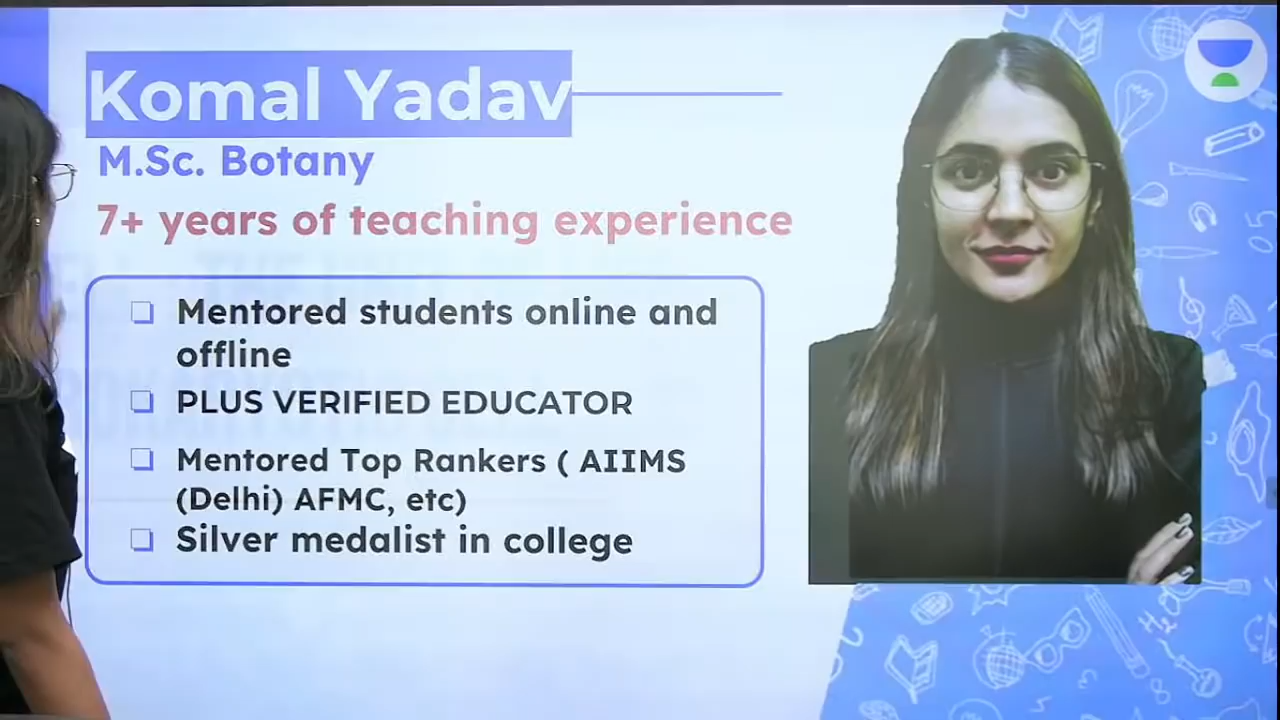 Komal Yadav
M.Sc. Botany
7+ years of teaching experience
Mentored students online and
offline
PLUS VERIFIED EDUCATOR
Mentored Top Rankers ( AIIMS
(Delhi) AFMC, etc)
Silver medalist in college